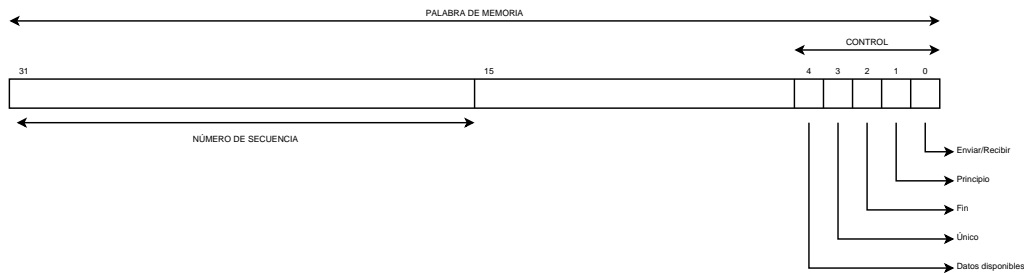 PALABRA DE MEMORIA
CONTROL
31 15 4 3 2 1 0
NÚMERO DE SECUENCIA
Enviar/Recibir
Principio
Fin
Único
Datos disponibles